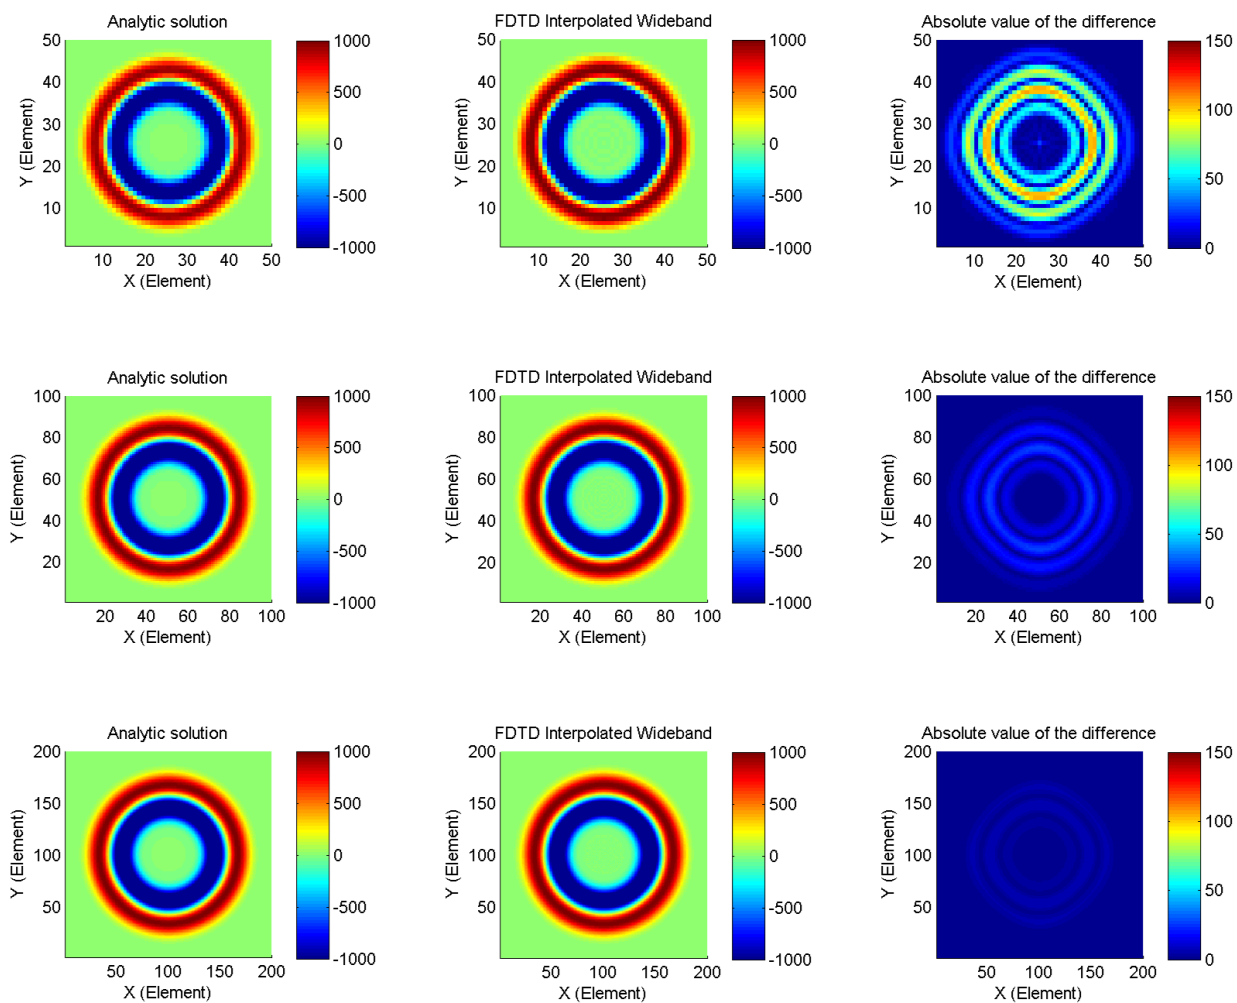 Analytic solution
FDTD Interpolated Wideband
Absolute value of the difference
50
40
30
20
10
Y (Element)
10 20 30 40 50
X (Element)
1000
500
0
-500
-1000
50
40
30
20
10
Y (Element)
10 20 30 40 50
X (Element)
1000
500
0
-500
-1000
50
40
30
20
10
Y (Element)
10 20 30 40 50
X (Element)
150
100
50
0
Analytic solution
FDTD Interpolated Wideband
Absolute value of the difference
100
80
60
40
20
Y (Element)
20 40 60 80 100
X (Element)
1000
500
0
-500
-1000
100
80
60
40
20
Y (Element)
20 40 60 80 100
X (Element)
1000
500
0
-500
-1000
100
80
60
40
20
Y (Element)
20 40 60 80 100
X (Element)
150
100
50
0
Analytic solution
FDTD Interpolated Wideband
Absolute value of the difference
200
150
100
50
Y (Element)
50 100 150 200
X (Element)
1000
500
0
-500
-1000
200
150
100
50
Y (Element)
50 100 150 200
X (Element)
1000
500
0
-500
-1000
200
150
100
50
Y (Element)
50 100 150 200
X (Element)
150
100
50
0